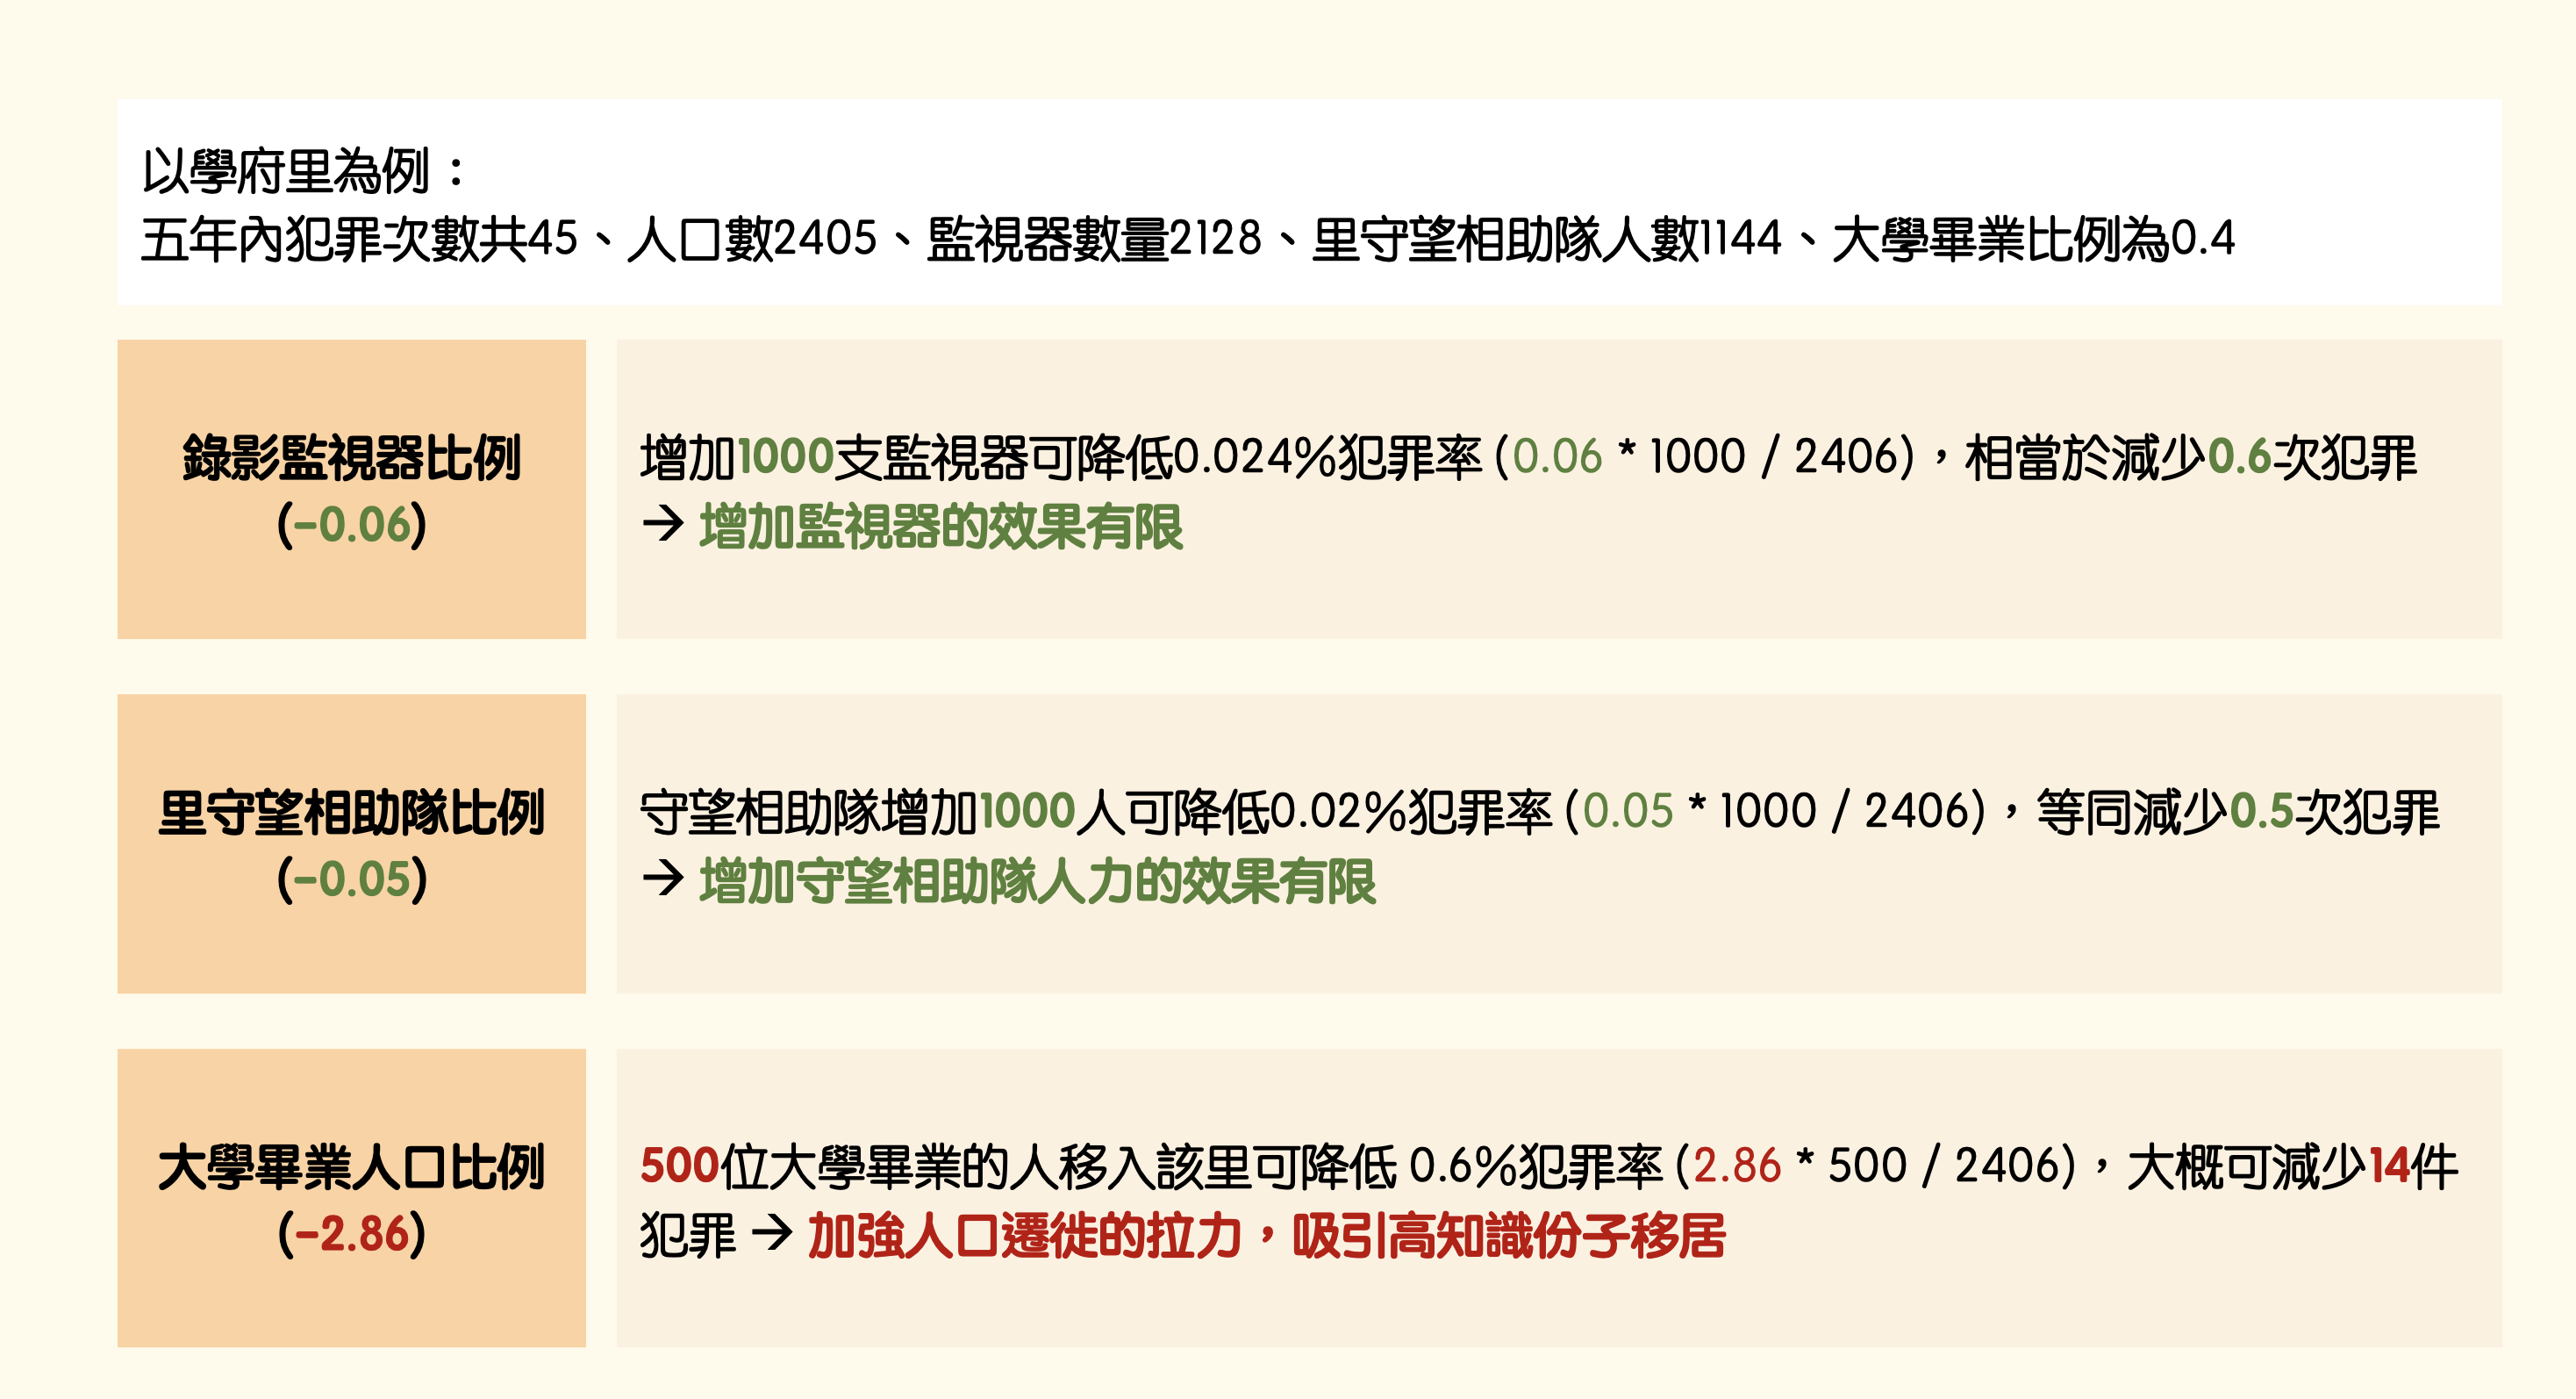 以學府里為例：
五年內犯罪次數共45、人口數2405、監視器數量2128、里守望相助隊人數1144、大學畢業比例為0.4
錄影監視器比例
(-0.06)
增加1000支監視器可降低0.024%犯罪率 (0.06 * 1000 / 2406)，相當於減少0.6次犯罪
→ 增加監視器的效果有限
里守望相助隊比例
(-0.05)
守望相助隊增加1000人可降低0.02%犯罪率 (0.05 * 1000 / 2406)，等同減少0.5次犯罪
→ 增加守望相助隊人力的效果有限
大學畢業人口比例
(-2.86)
500位大學畢業的人移入該里可降低 0.6%犯罪率 (2.86 * 500 / 2406)，大概可減少14件
犯罪 → 加強人口遷徙的拉力，吸引高知識份子移居